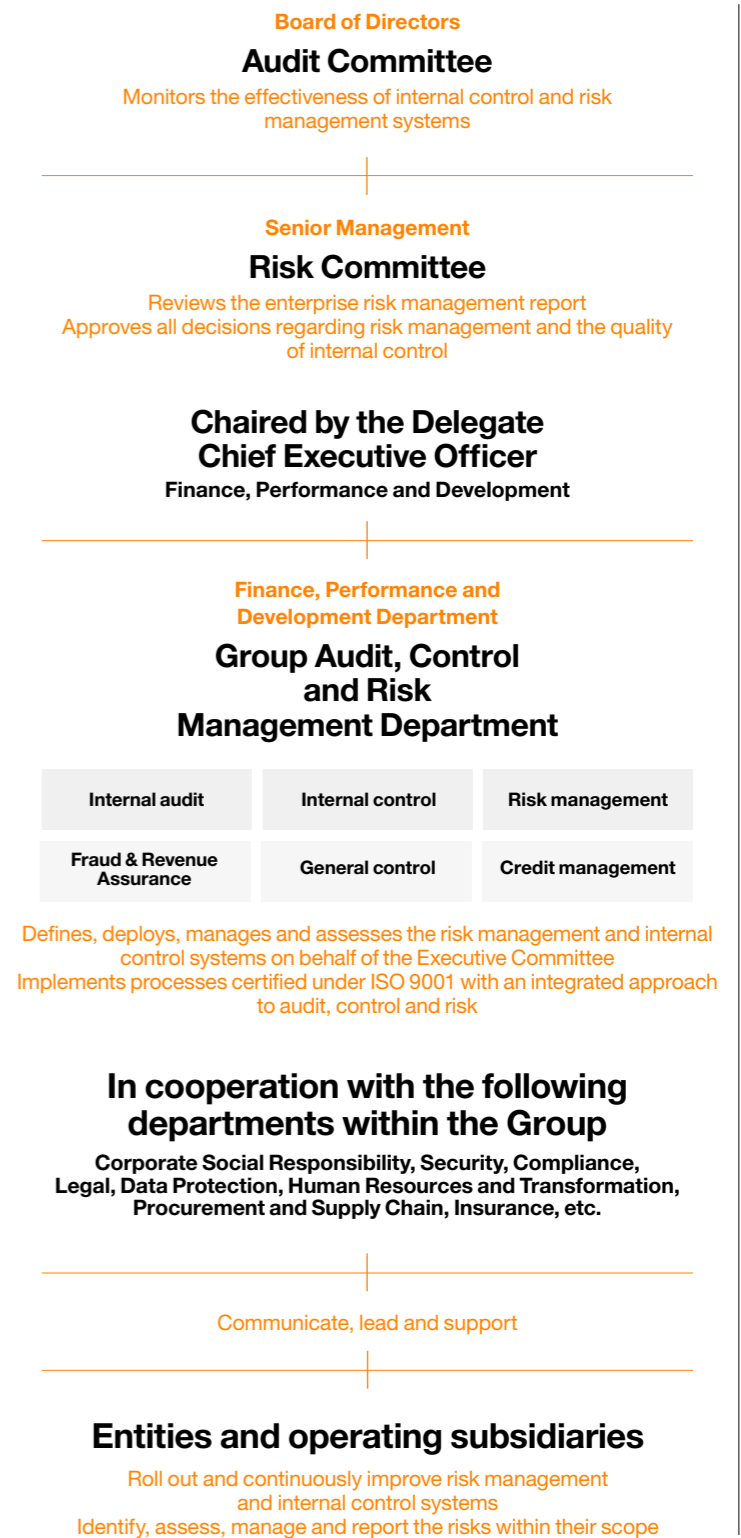 Board of Directors
Audit Committee
Monitors the effectiveness of internal control and risk
management systems
Senior Management
Risk Committee
Reviews the enterprise risk management report
Approves all decisions regarding risk management and the quality
of internal control
Chaired by the Delegate
Chief Executive Officer
Finance, Performance and Development
Finance, Performance and
Development Department
Group Audit, Control
and Risk
Management Department
Internal audit
Internal control
Risk management
Fraud & Revenue
Assurance
General control
Credit management
Defines, deploys, manages and assesses the risk management and internal
control systems on behalf of the Executive Committee
Implements processes certified under ISO 9001 with an integrated approach
to audit, control and risk
In cooperation with the following
departments within the Group
Corporate Social Responsibility, Security, Compliance,
Legal, Data Protection, Human Resources and Transformation,
Procurement and Supply Chain, Insurance, etc.
Communicate, lead and support
Entities and operating subsidiaries
Roll out and continuously improve risk management
and internal control systems
Identify, assess, manage and report the risks within their scope